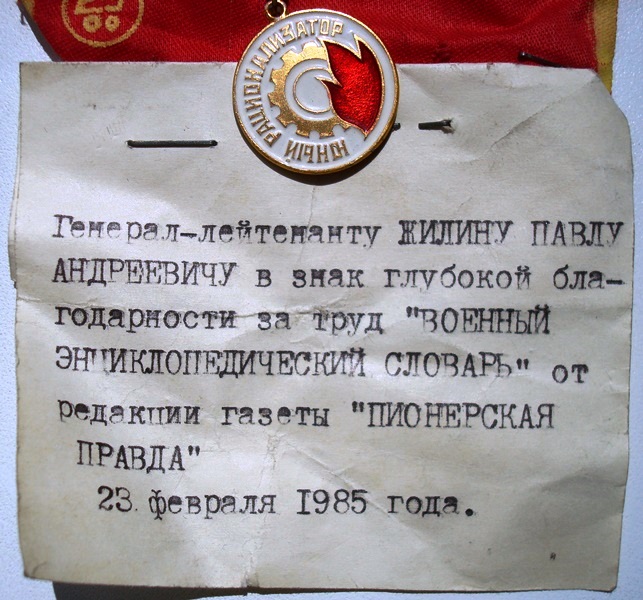 ЮНЫЙ РАЦИОНАЛИЗАТОР
Генерал-лейтенанту ЖИЛИНУ ПАВЛУ
АНДРЕЕВИЧУ в знак глубокой бла-
годарности за труд "ВОЕННЫЙ
ЭНЦИКЛОПЕДИЧЕСКИЙ СЛОВАРЬ" от
редакции газеты "ПИОНЕРСКАЯ
ПРАВДА"
23 февраля 1985 года.